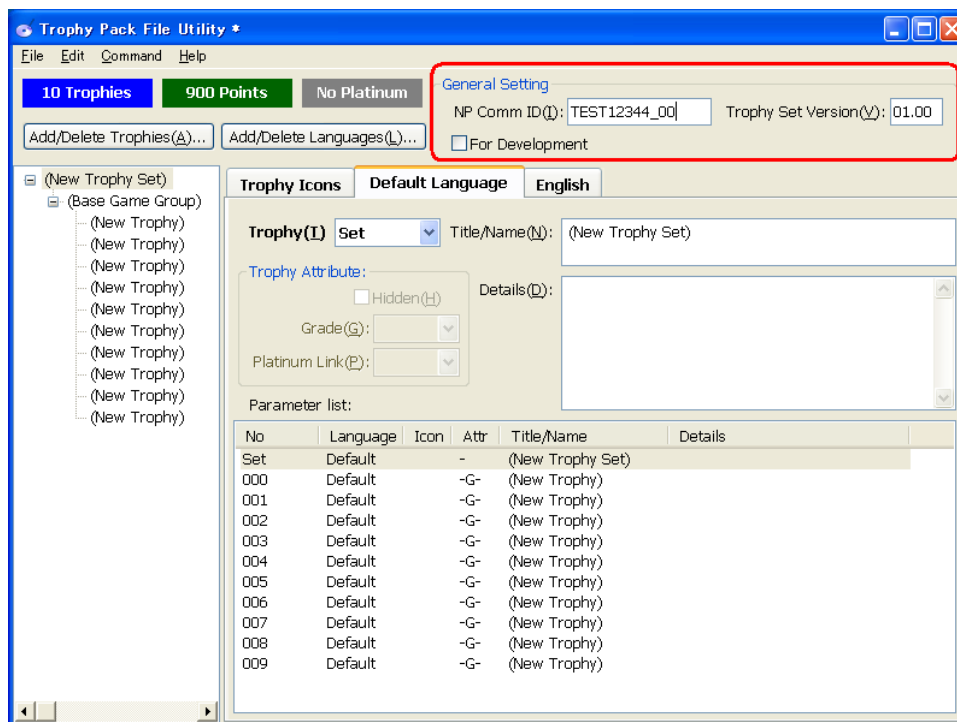 Trophy Pack File Utility *
File Edit Command Help
10 Trophies 900 Points No Platinum
General Setting
NP Comm ID(I): TEST12344_00 Trophy Set Version(V): 01.00
Add/Delete Trophies(A)... Add/Delete Languages(L)...
For Development
(New Trophy Set)
(Base Game Group)
(New Trophy)
(New Trophy)
(New Trophy)
(New Trophy)
(New Trophy)
(New Trophy)
(New Trophy)
(New Trophy)
(New Trophy)
(New Trophy)
Trophy Icons Default Language English
Trophy(T) Set Title/Name(N): (New Trophy Set)
Trophy Attribute:
Hidden(H)
Grade(G):
Platinum Link(P):
Details(D):
Parameter list:
No Language Icon Attr Title/Name Details
Set Default - (New Trophy Set)
000 Default -G- (New Trophy)
001 Default -G- (New Trophy)
002 Default -G- (New Trophy)
003 Default -G- (New Trophy)
004 Default -G- (New Trophy)
005 Default -G- (New Trophy)
006 Default -G- (New Trophy)
007 Default -G- (New Trophy)
008 Default -G- (New Trophy)
009 Default -G- (New Trophy)